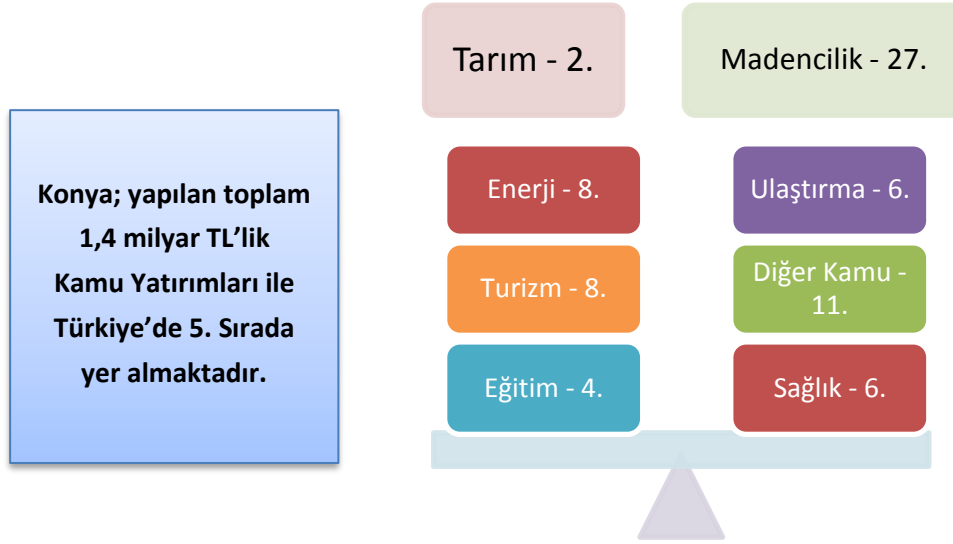 Konya; yapılan toplam
1,4 milyar TL’lik
Kamu Yatırımları ile
Türkiye’de 5. Sırada
yer almaktadır.
Tarım - 2.
Madencilik - 27.
Enerji - 8.
Ulaştırma - 6.
Turizm - 8.
Diğer Kamu -
11.
Eğitim - 4.
Sağlık - 6.